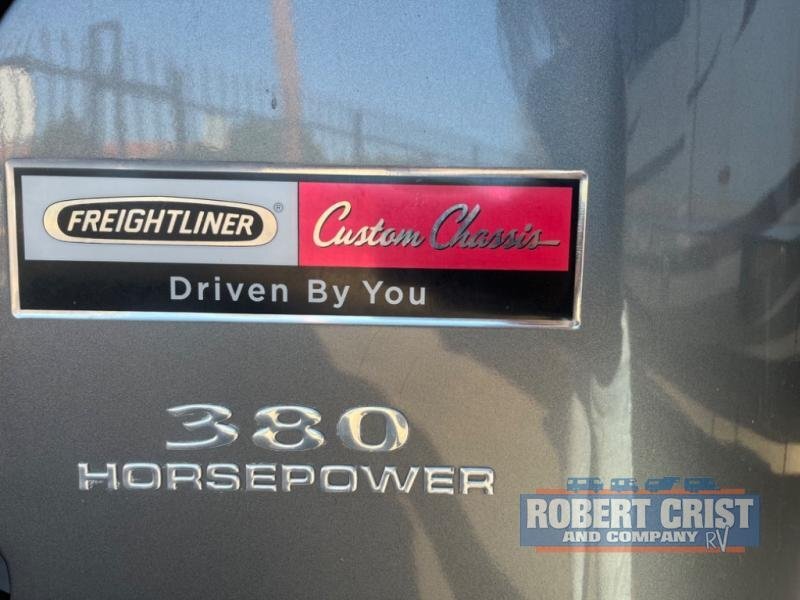 FREIGHTLINER® Custom Chassis
Driven By You
380
HORSEPOWER
ROBERT CRIST
AND COMPANY RV